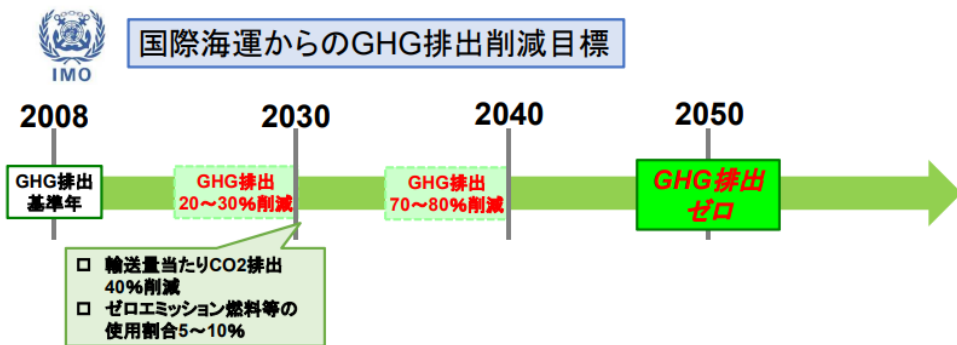 IMO
国際海運からのGHG排出削減目標
2008
2030
2040
2050
GHG排出
基準年
GHG排出
20～30%削減
GHG排出
70～80%削減
GHG排出
ゼロ
□ 輸送量当たりCO2排出
40%削減
□ ゼロエミッション燃料等の
使用割合5～10%